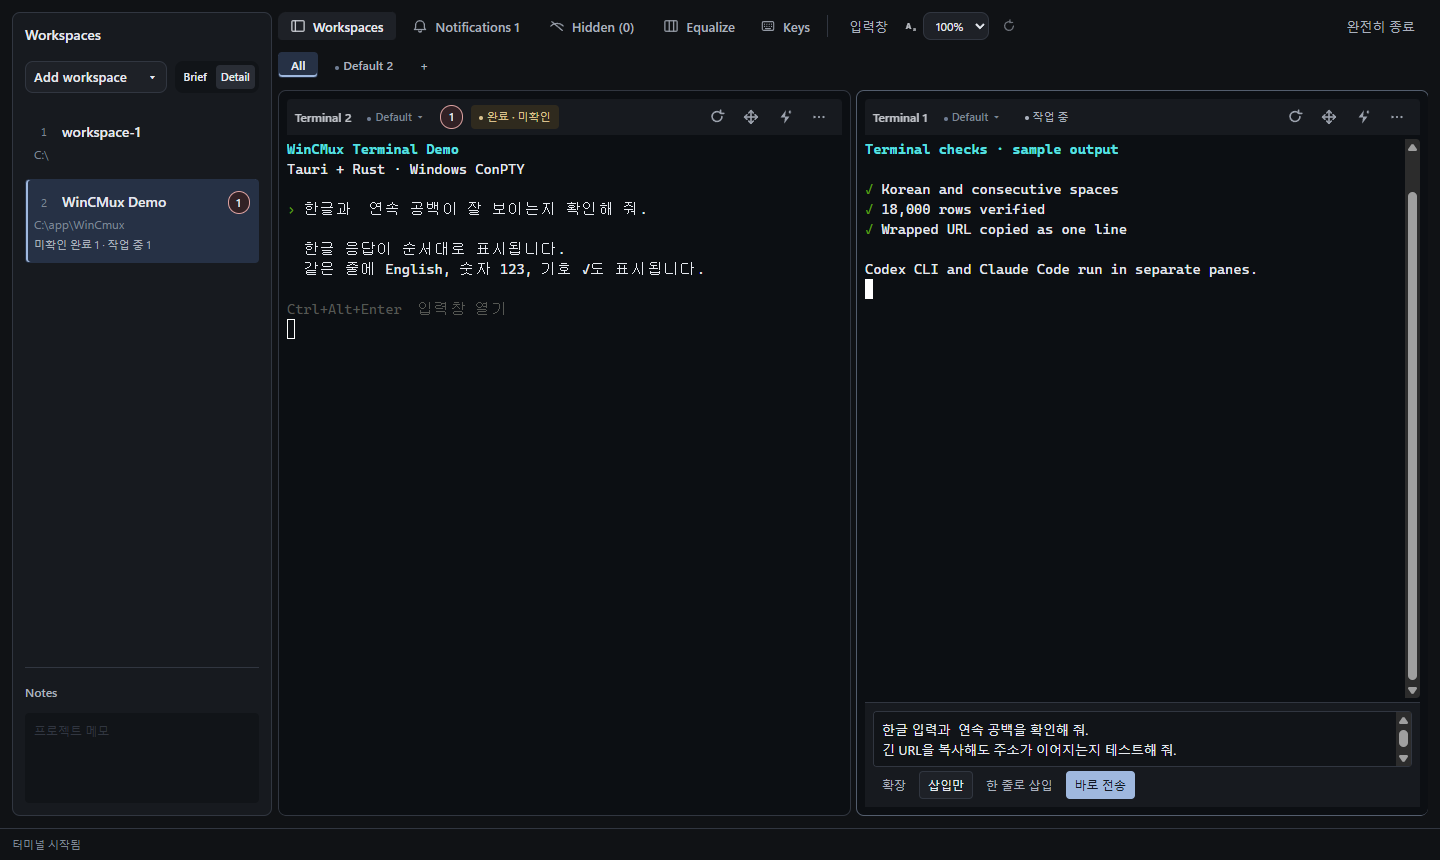 Workspaces
Add workspace
Brief Detail
1 workspace-1
C:\
2 WinCMux Demo 1
C:\app\WinCmux
미확인 완료 1 · 작업 중 1
Notes
프로젝트 메모
Workspaces Notifications 1 Hidden (0) Equalize Keys 입력창 A. 100% 완전히 종료
All Default 2 +
Terminal 2 Default 1 완료 · 미확인
WinCMux Terminal Demo
Tauri + Rust · Windows ConPTY
› 한글과  연속 공백이 잘 보이는지 확인해 줘.
한글 응답이 순서대로 표시됩니다.
같은 줄에 English, 숫자 123, 기호 ✓도 표시됩니다.
Ctrl+Alt+Enter  입력창 열기
Terminal 1 Default 작업 중
Terminal checks · sample output
✓ Korean and consecutive spaces
✓ 18,000 rows verified
✓ Wrapped URL copied as one line
Codex CLI and Claude Code run in separate panes.
한글 입력과  연속 공백을 확인해 줘.
긴 URL을 복사해도 주소가 이어지는지 테스트해 줘.
확장 삽입만 한 줄로 삽입 바로 전송
터미널 시작됨